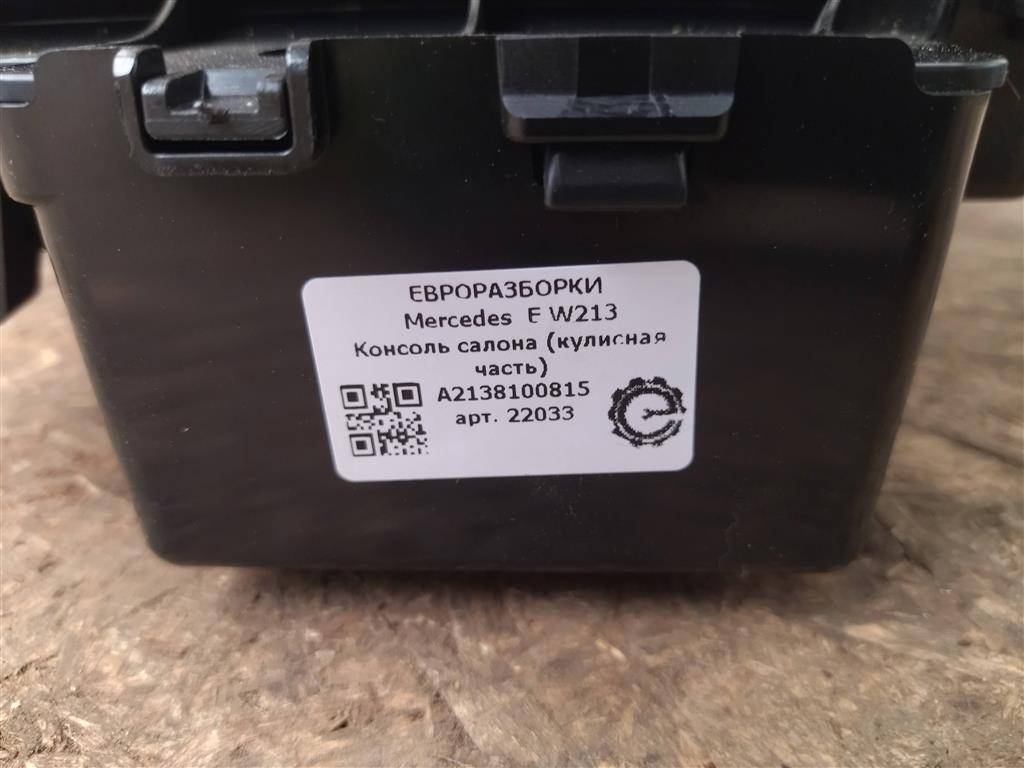 ЕВРОРАЗБОРКИ
Mercedes E W213
Консоль салона (кулисная
часть)
A2138100815
арт. 22033